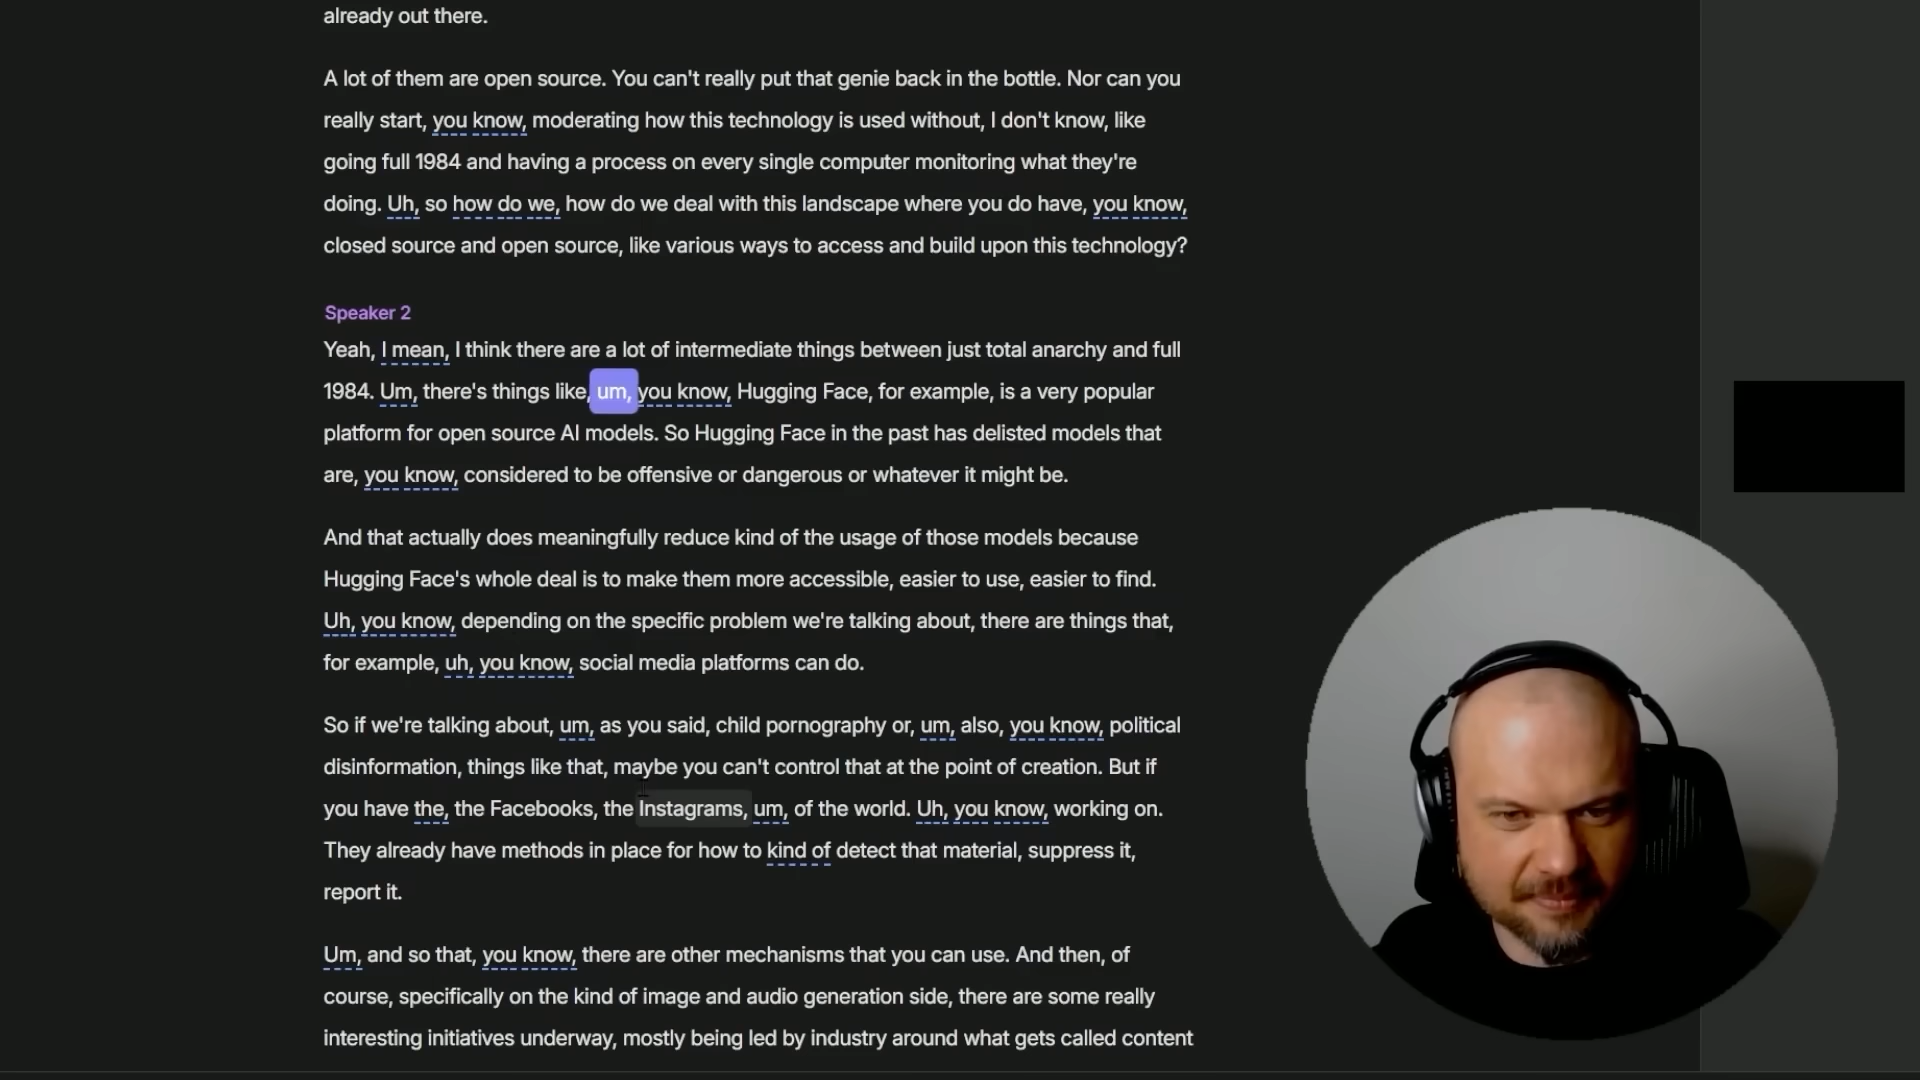 already out there.
A lot of them are open source. You can't really put that genie back in the bottle. Nor can you
really start, you know, moderating how this technology is used without, I don't know, like
going full 1984 and having a process on every single computer monitoring what they're
doing. Uh, so how do we, how do we deal with this landscape where you do have, you know,
closed source and open source, like various ways to access and build upon this technology?
Speaker 2
Yeah, I mean, I think there are a lot of intermediate things between just total anarchy and full
1984. Um, there's things like, um, you know, Hugging Face, for example, is a very popular
platform for open source AI models. So Hugging Face in the past has delisted models that
are, you know, considered to be offensive or dangerous or whatever it might be.
And that actually does meaningfully reduce kind of the usage of those models because
Hugging Face's whole deal is to make them more accessible, easier to use, easier to find.
Uh, you know, depending on the specific problem we're talking about, there are things that,
for example, uh, you know, social media platforms can do.
So if we're talking about, um, as you said, child pornography or, um, also, you know, political
disinformation, things like that, maybe you can't control that at the point of creation. But if
you have the, the Facebooks, the Instagrams, um, of the world. Uh, you know, working on.
They already have methods in place for how to kind of detect that material, suppress it,
report it.
Um, and so that, you know, there are other mechanisms that you can use. And then, of
course, specifically on the kind of image and audio generation side, there are some really
interesting initiatives underway, mostly being led by industry around what gets called content